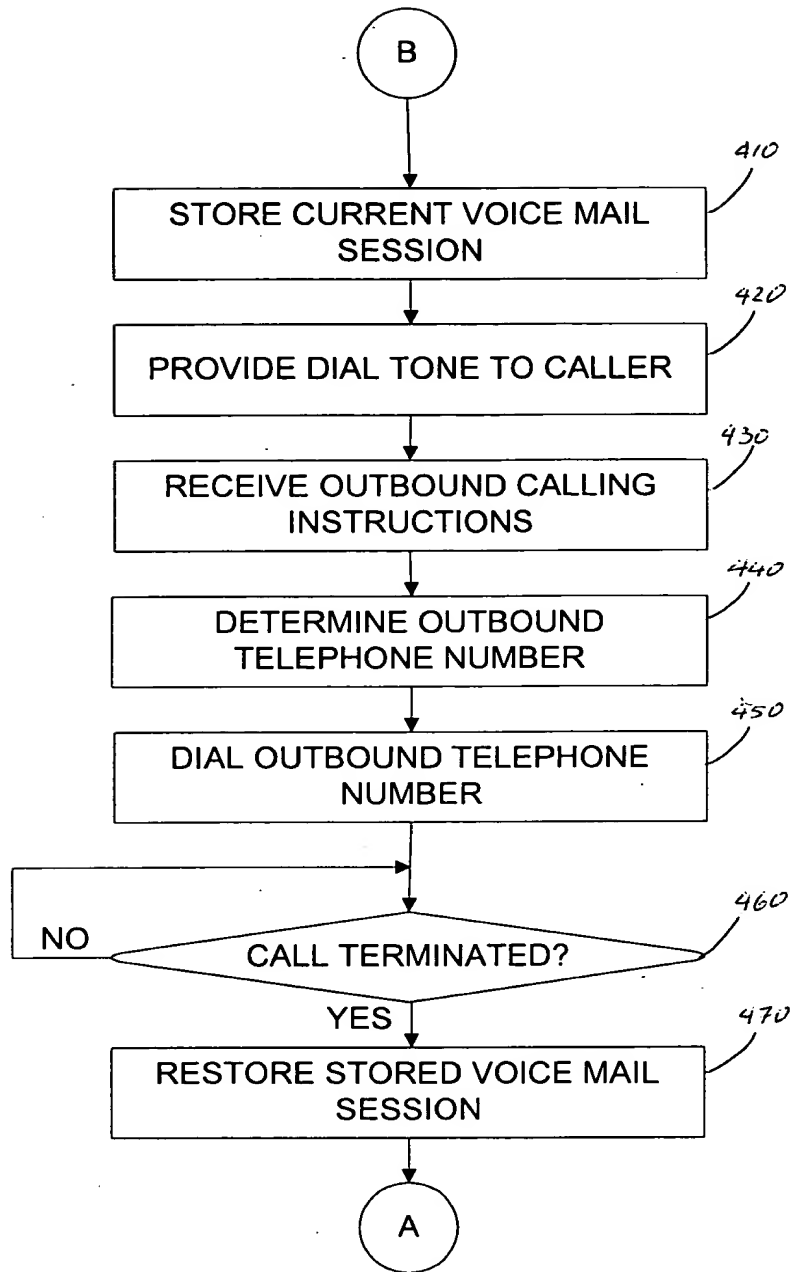 B
410
STORE CURRENT VOICE MAIL
SESSION
420
PROVIDE DIAL TONE TO CALLER
430
RECEIVE OUTBOUND CALLING
INSTRUCTIONS
440
DETERMINE OUTBOUND
TELEPHONE NUMBER
450
DIAL OUTBOUND TELEPHONE
NUMBER
460
NO
CALL TERMINATED?
YES
470
RESTORE STORED VOICE MAIL
SESSION
A